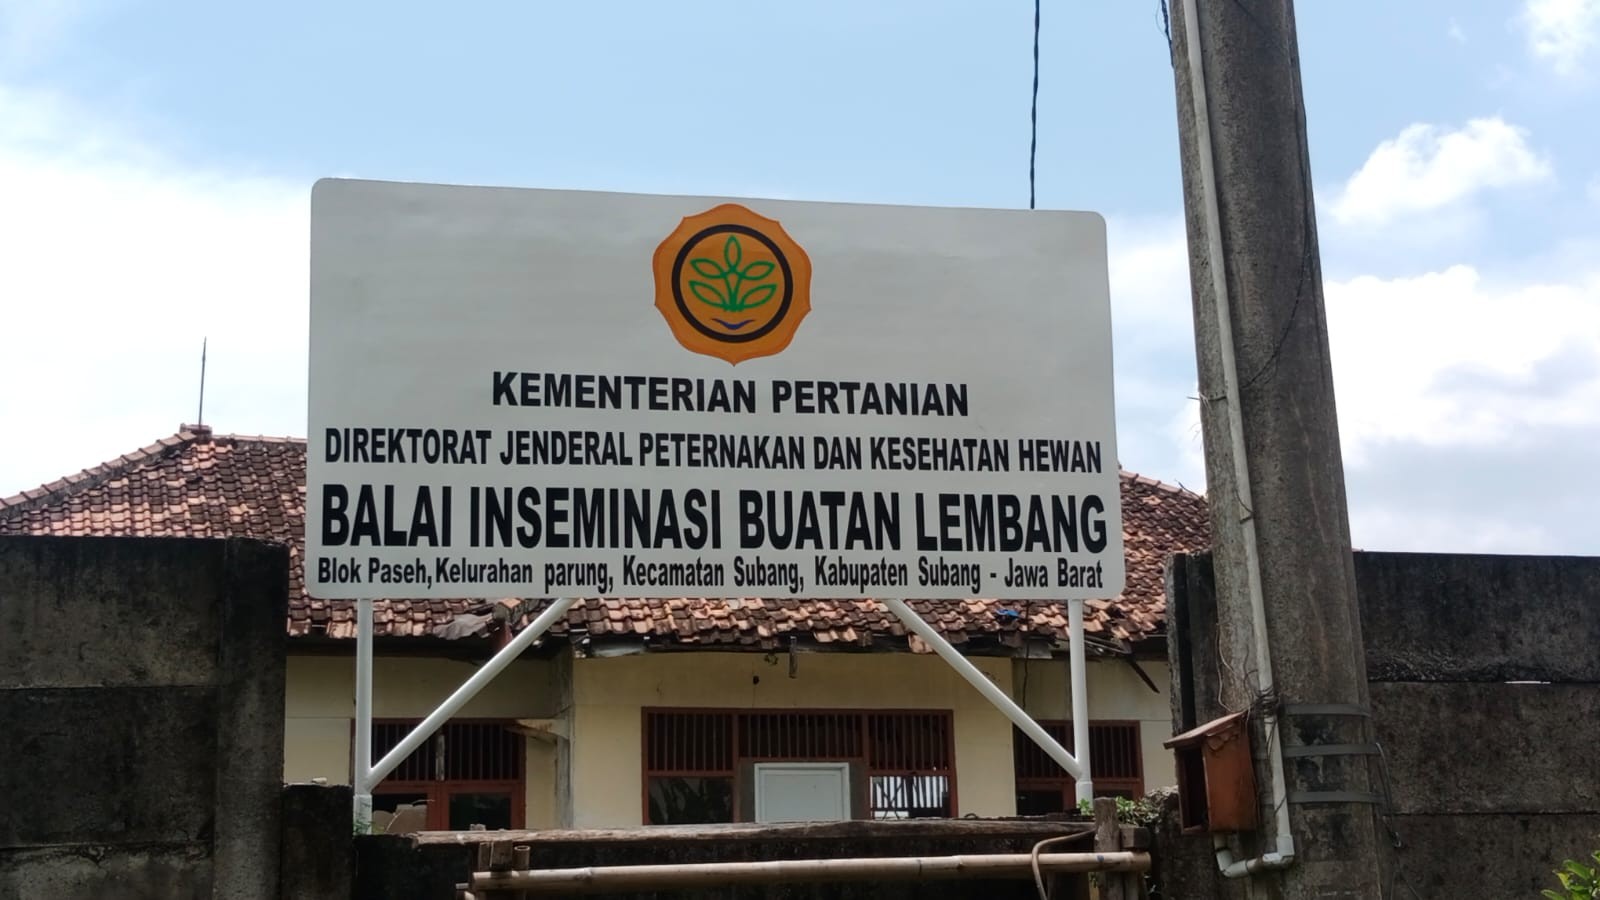 KEMENTERIAN PERTANIAN
DIREKTORAT JENDERAL PETERNAKAN DAN KESEHATAN HEWAN
BALAI INSEMINASI BUATAN LEMBANG
Blok Paseh, Kelurahan parung, Kecamatan Subang, Kabupaten Subang - Jawa Barat